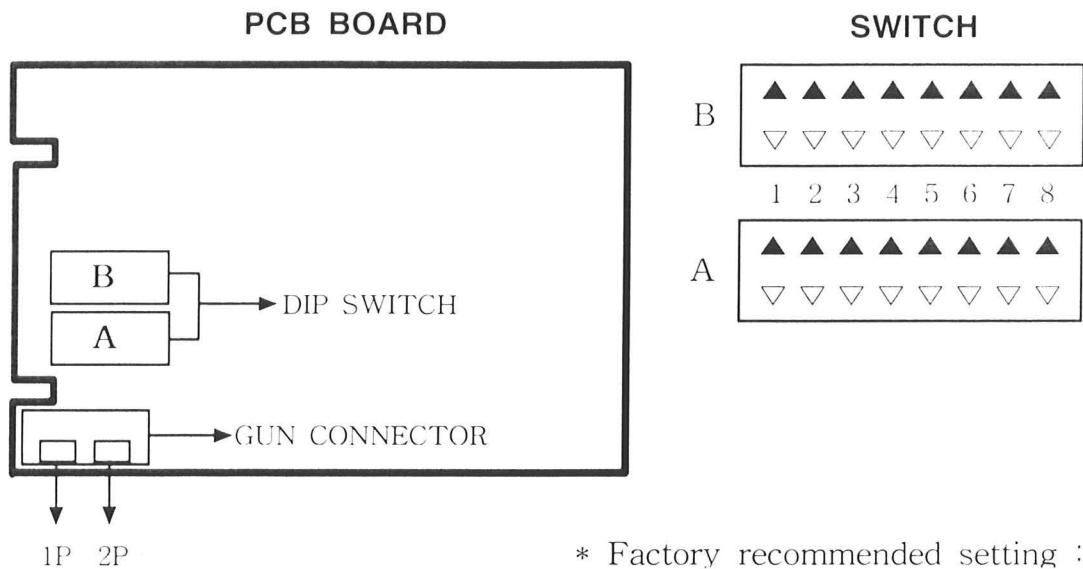 PCB BOARD
SWITCH
B
1 2 3 4 5 6 7 8
A
B
A
DIP SWITCH
GUN CONNECTOR
1P 2P
* Factory recommended setting :